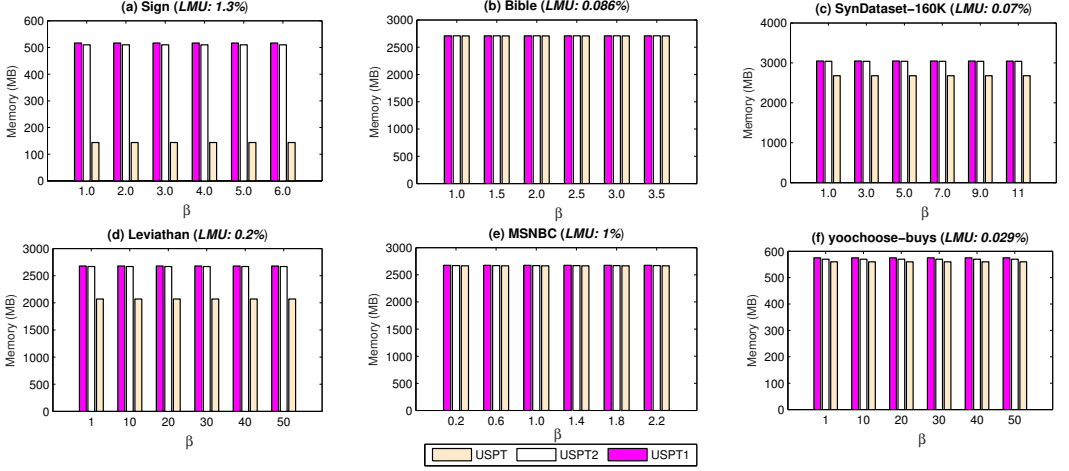 (a) Sign (LMU: 1.3%)
Memory (MB)
600
500
400
300
200
100
0
1.0 2.0 3.0 4.0 5.0 6.0
β
(b) Bible (LMU: 0.086%)
Memory (MB)
3000
2500
2000
1500
1000
500
0
1.0 1.5 2.0 2.5 3.0 3.5
β
(c) SynDataset-160K (LMU: 0.07%)
Memory (MB)
4000
3000
2000
1000
0
1.0 3.0 5.0 7.0 9.0 11
β
(d) Leviathan (LMU: 0.2%)
Memory (MB)
3000
2500
2000
1500
1000
500
0
1 10 20 30 40 50
β
(e) MSNBC (LMU: 1%)
Memory (MB)
3000
2500
2000
1500
1000
500
0
0.2 0.6 1.0 1.4 1.8 2.2
β
(f) yoochoose-buys (LMU: 0.029%)
Memory (MB)
600
500
400
300
200
100
0
1 10 20 30 40 50
β
USPT USPT2 USPT1